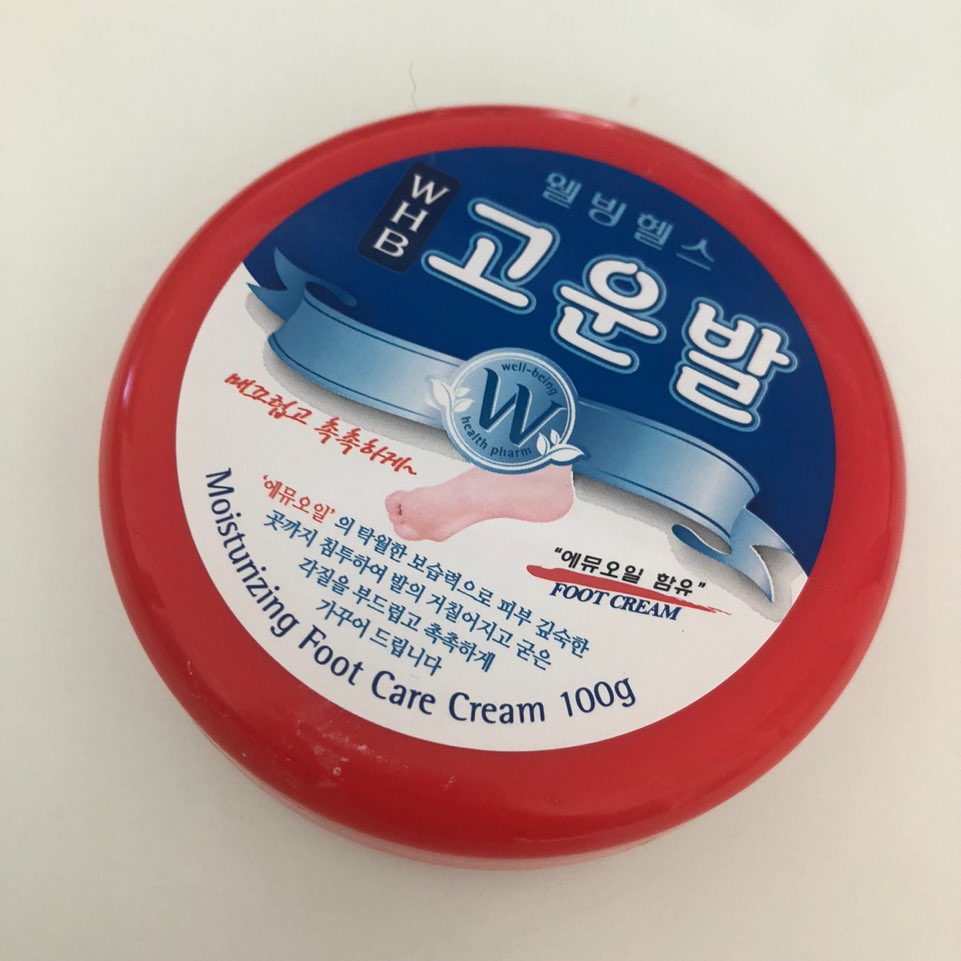 웰빙헬스
WHB
고운발
well-being
W
health pharm
매끄럽고 촉촉하게~
"에뮤오일 함유"
FOOT CREAM
'에뮤오일'의 탁월한 보습력으로 피부 깊숙한
곳까지 침투하여 발의 거칠어지고 굳은
각질을 부드럽고 촉촉하게
가꾸어 드립니다
Moisturizing Foot Care Cream 100g